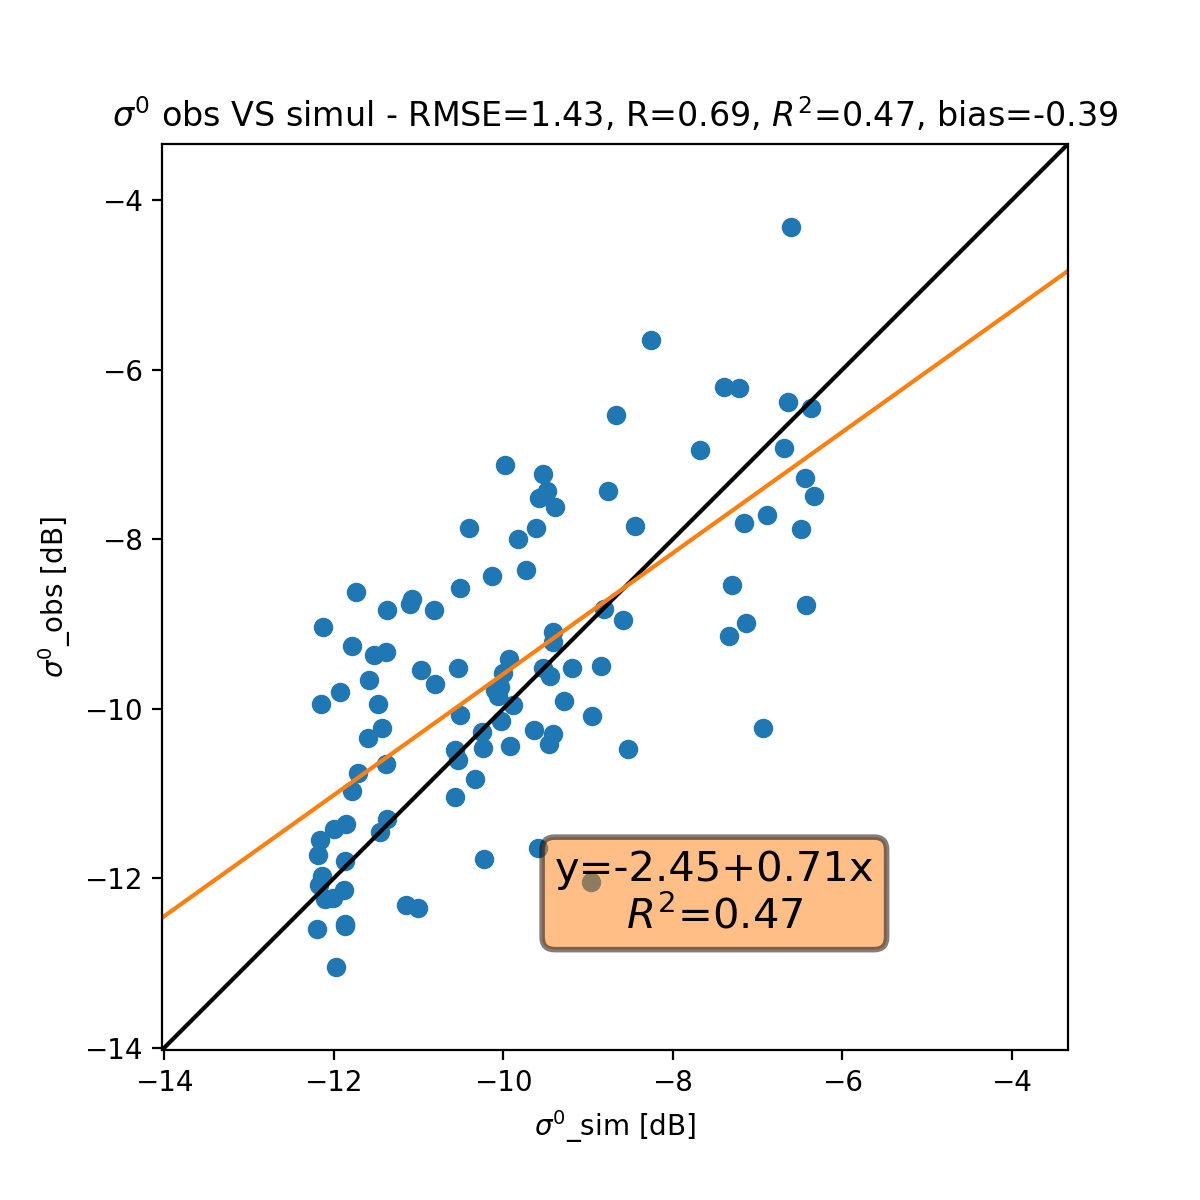 σ⁰ obs VS simul - RMSE=1.43, R=0.69, R²=0.47, bias=-0.39
σ⁰_obs [dB]
−4
−6
−8
−10
−12
−14
y=-2.45+0.71x
R²=0.47
−14 −12 −10 −8 −6 −4
σ⁰_sim [dB]